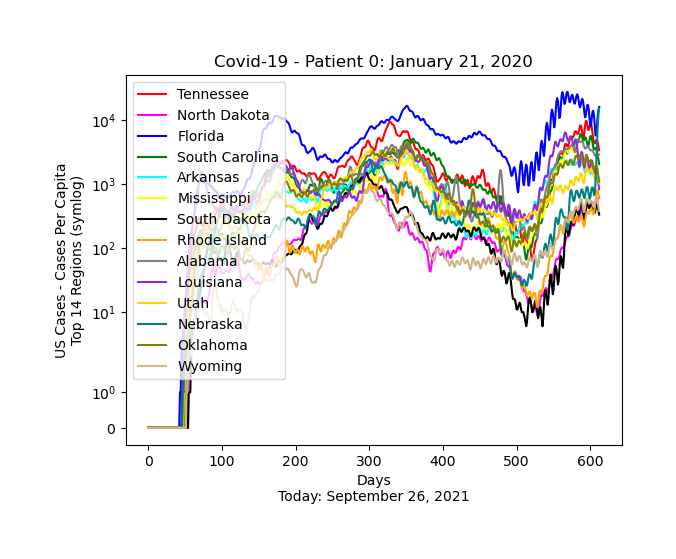 Covid-19 - Patient 0: January 21, 2020
US Cases - Cases Per Capita
Top 14 Regions (symlog)
10⁴
10³
10²
10¹
10⁰
0
Tennessee
North Dakota
Florida
South Carolina
Arkansas
Mississippi
South Dakota
Rhode Island
Alabama
Louisiana
Utah
Nebraska
Oklahoma
Wyoming
0 100 200 300 400 500 600
Days
Today: September 26, 2021